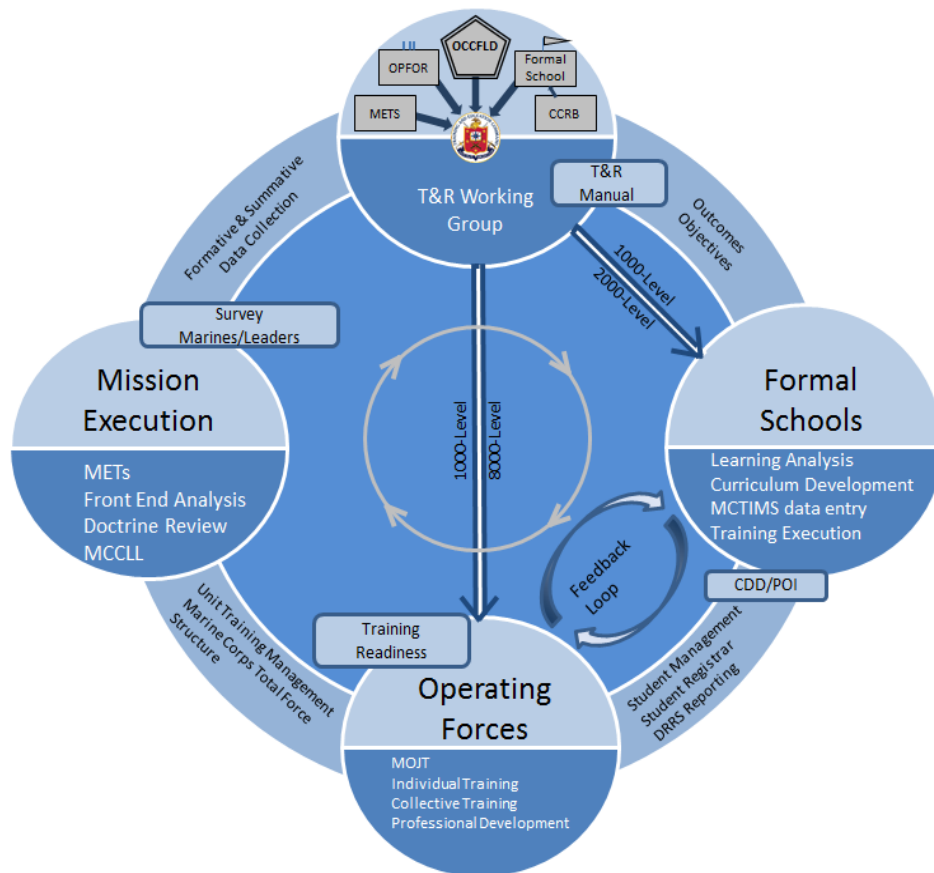 OCCFLD
OPFOR
Formal
School
METS
CCRB
T&R Working
Group
T&R
Manual
Formative & Summative
Data Collection
Outcomes
Objectives
1000-Level
2000-Level
Survey
Marines/Leaders
Mission
Execution
METs
Front End Analysis
Doctrine Review
MCCLL
1000-Level
8000-Level
Formal
Schools
Learning Analysis
Curriculum Development
MCTIMS data entry
Training Execution
Feedback
Loop
CDD/POI
Unit Training Management
Marine Corps Total Force
Structure
Training
Readiness
Student Management
Student Registrar
DRRS Reporting
Operating
Forces
MOJT
Individual Training
Collective Training
Professional Development